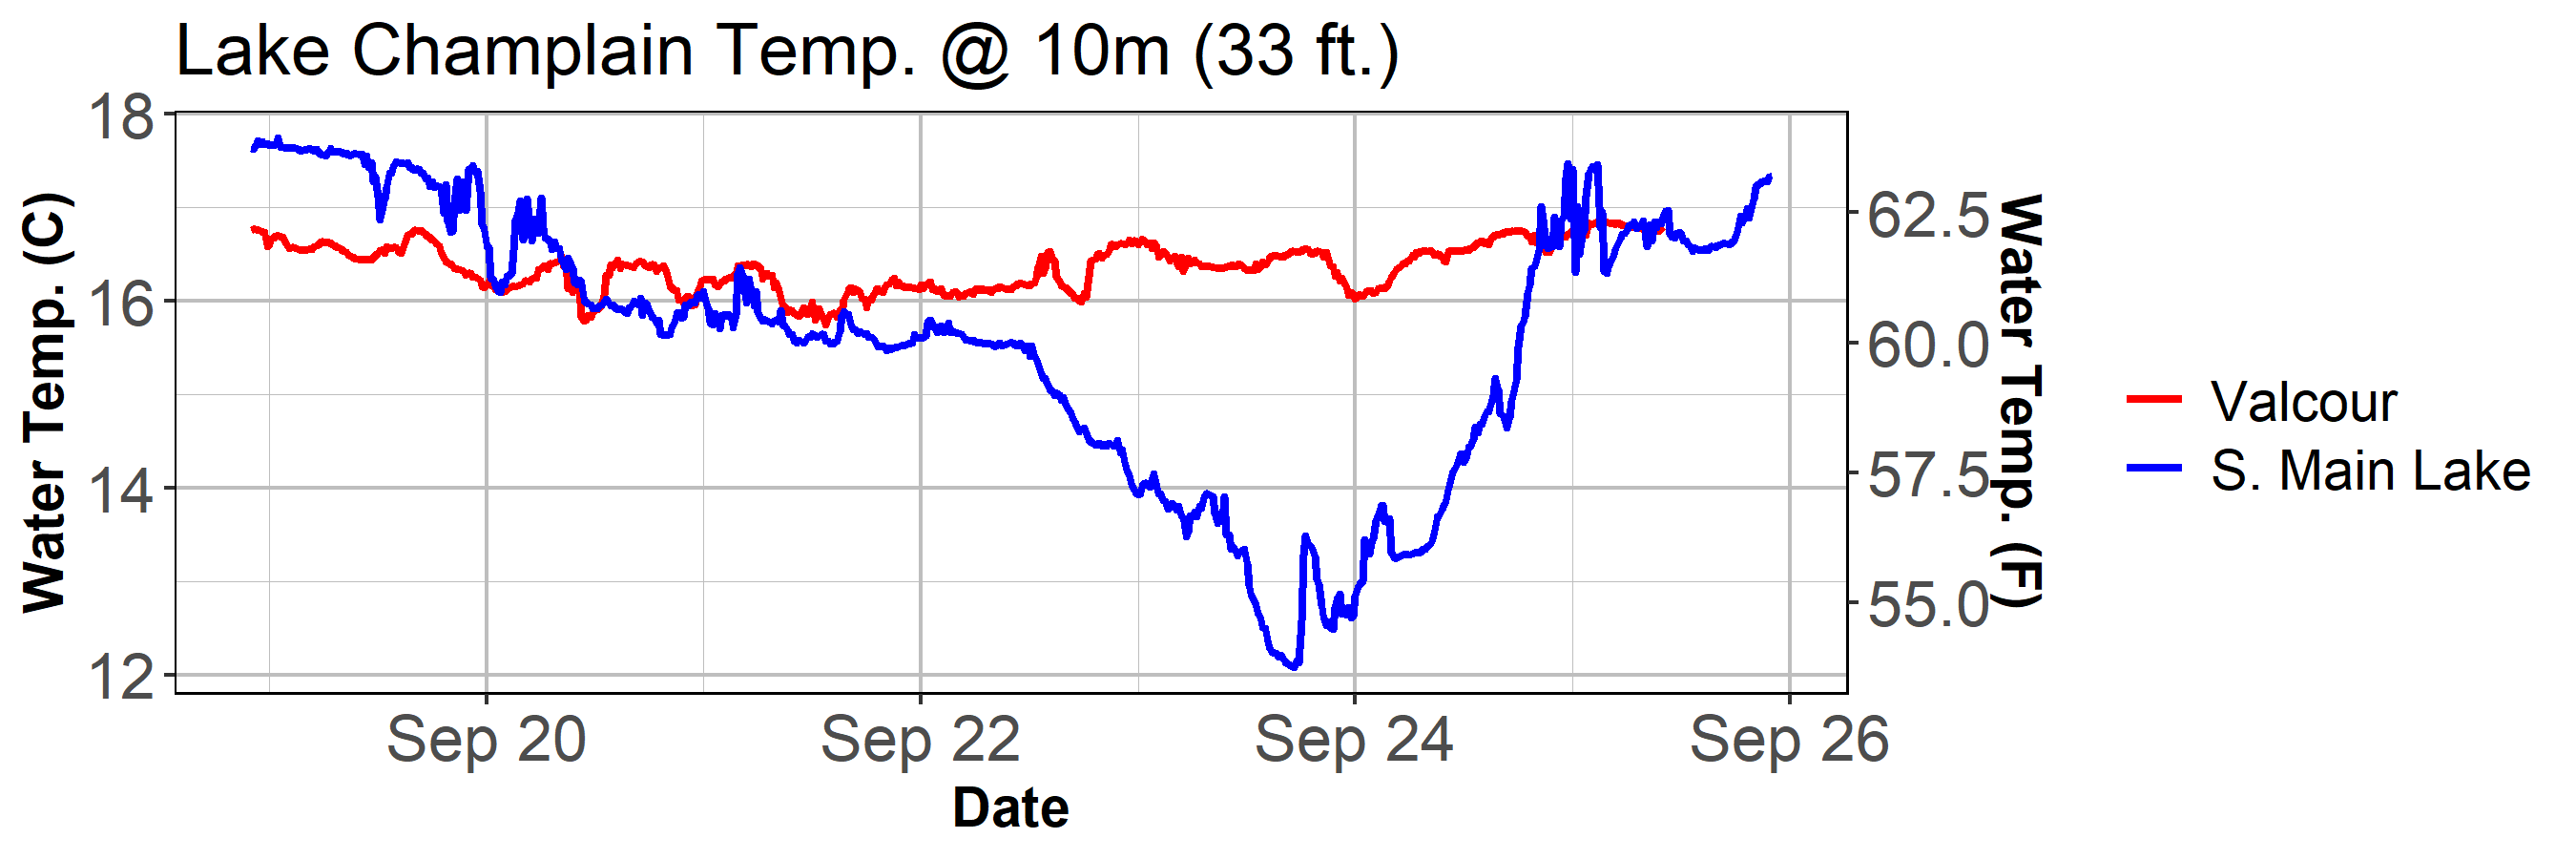 Lake Champlain Temp. @ 10m (33 ft.)
Water Temp. (C)
18
16
14
12
62.5
60.0
57.5
55.0
Water Temp. (F)
Sep 20
Sep 22
Sep 24
Sep 26
Date
Valcour
S. Main Lake